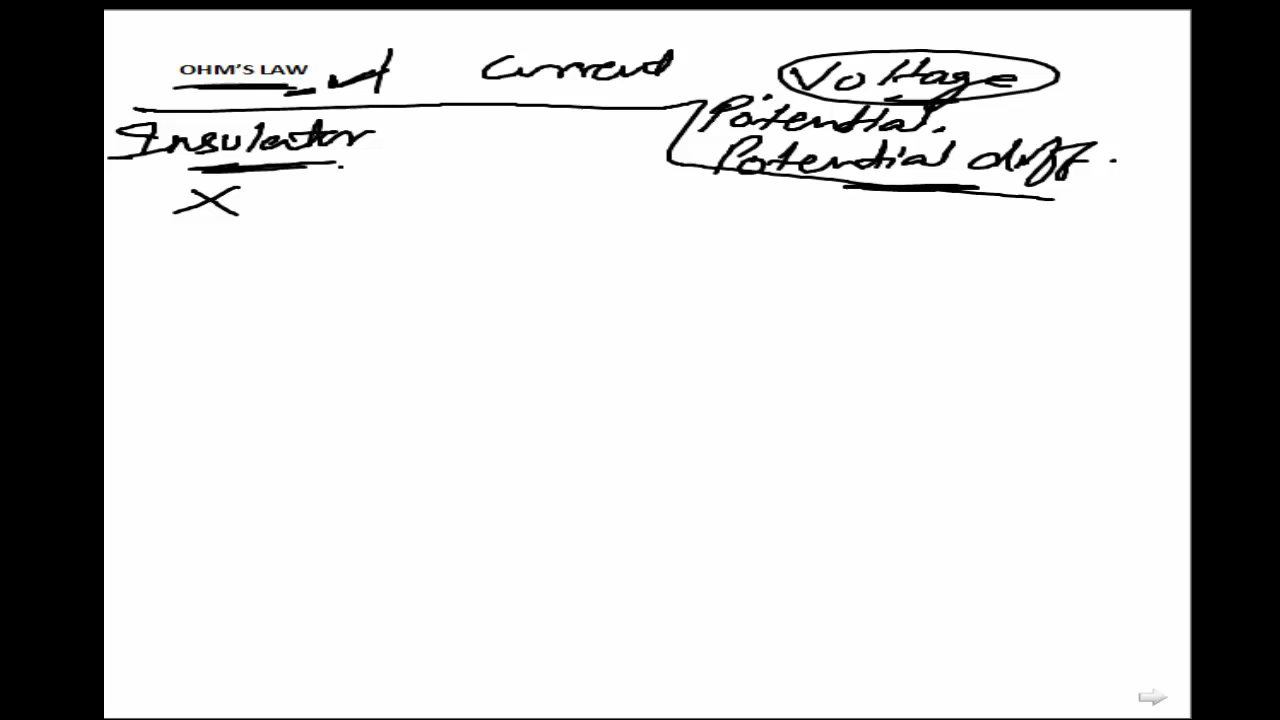 OHM'S LAW Current Voltage
Potential.
Insulator
Potential diff.
X